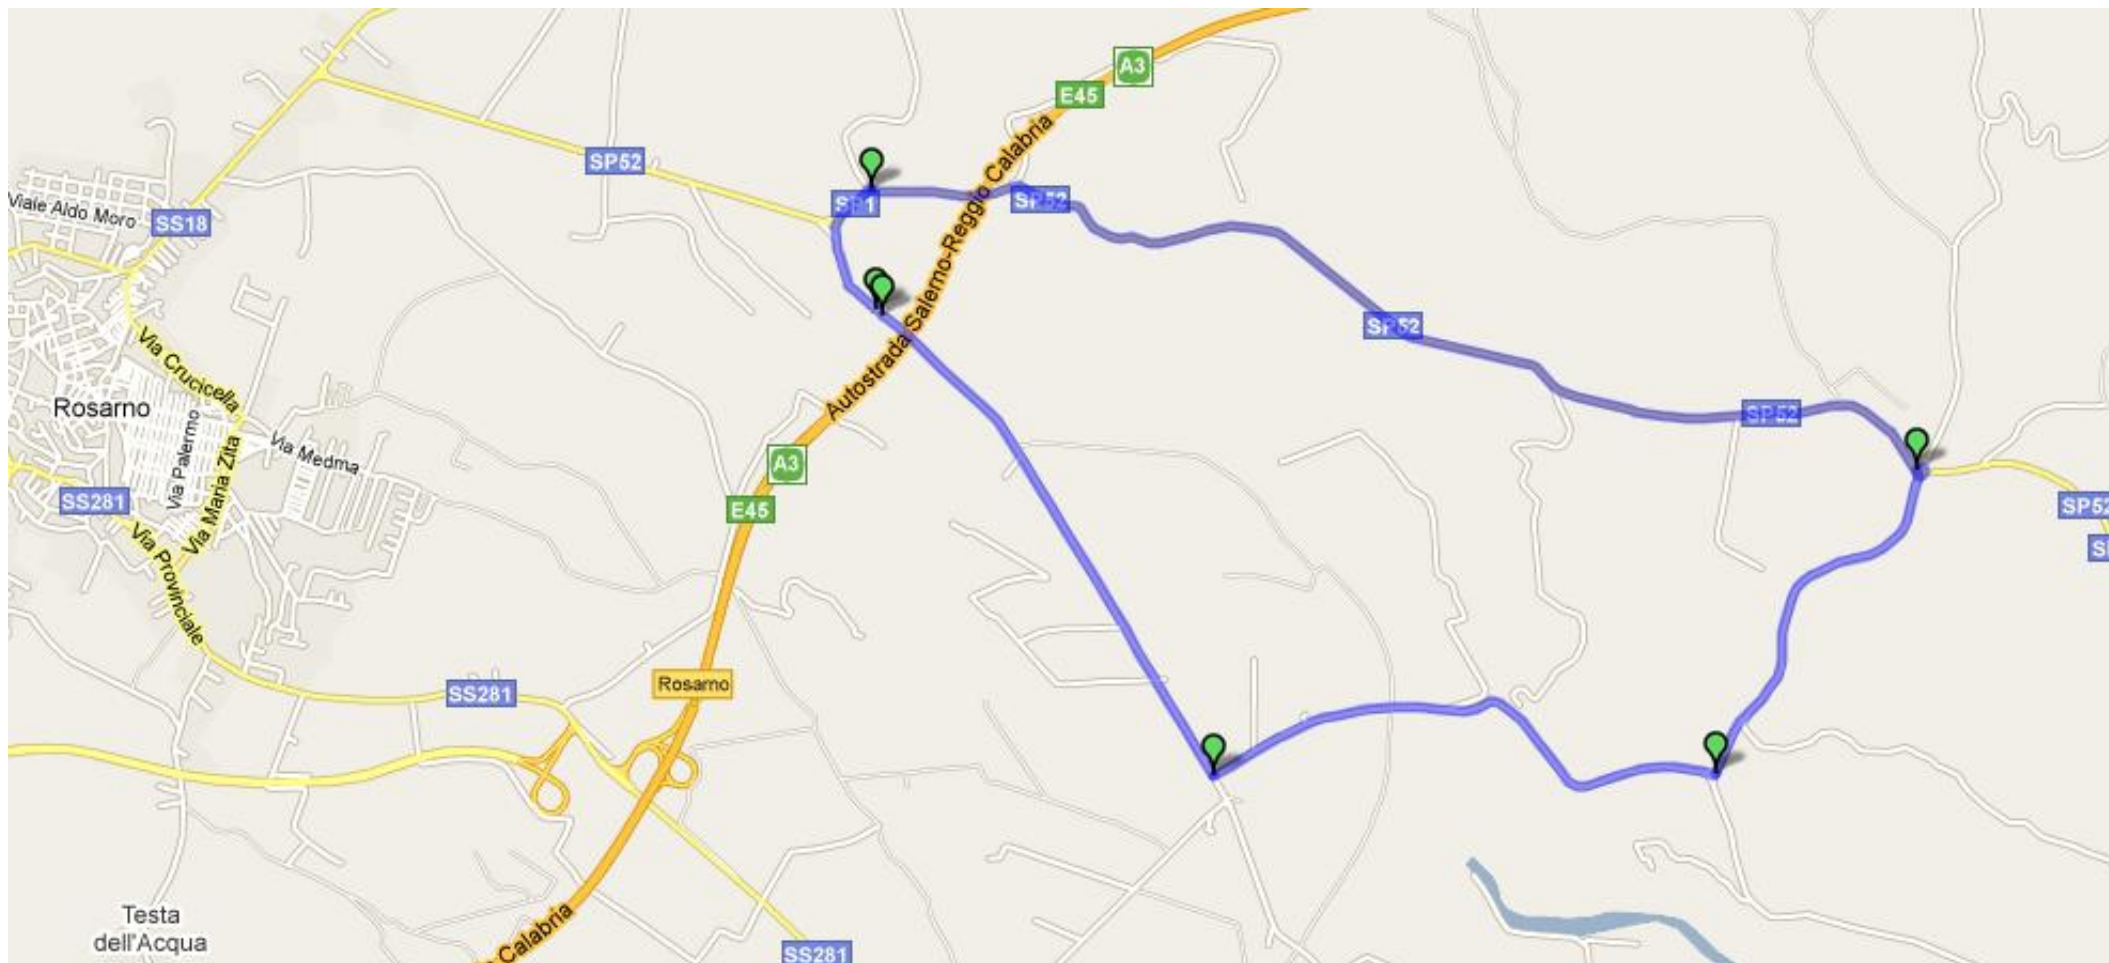 A3
E45
SP52
SP1
SP52
Viale Aldo Moro
SS18
Autostrada Salerno-Reggio Calabria
SP52
Via Crucicella
Rosarno
Via Palermo
Via Maria Zita
Via Medma
SP52
A3
SS281
E45
SP52
Via Provinciale
Rosarno
SS281
Testa
dell'Acqua
Calabria
SS281